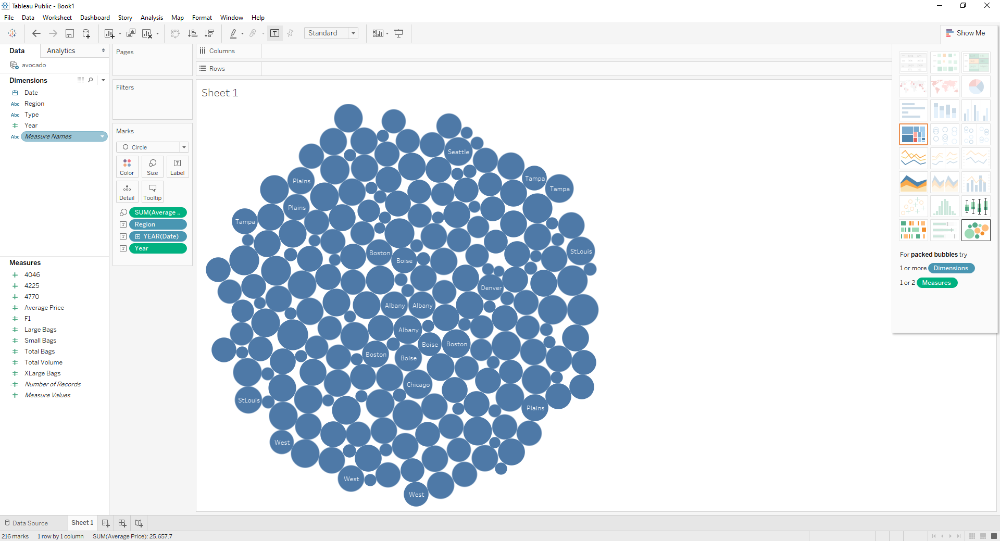 Tableau Public - Book1
File Data Worksheet Dashboard Story Analysis Map Format Window Help
Standard
Show Me
Data
Analytics
avocado
Dimensions
Date
Abc Region
Abc Type
Year
Abc Measure Names
Measures
4046
4225
4770
Average Price
F1
Large Bags
Small Bags
Total Bags
Total Volume
XLarge Bags
Number of Records
Measure Values
Pages
Filters
Marks
Circle
Color Size Label
Detail Tooltip
SUM(Average ..
Region
YEAR(Date)
Year
Columns
Rows
Sheet 1
Seattle
Tampa
Plains
Tampa
Plains
Tampa
StLouis
Boston
Boise
Denver
Albany Albany
Albany
Boise Boston
Boston
Boise
Chicago
StLouis
Plains
West
West
West
For packed bubbles try
1 or more Dimensions
1 or 2 Measures
Data Source Sheet 1
216 marks 1 row by 1 column SUM(Average Price): 25,657.7